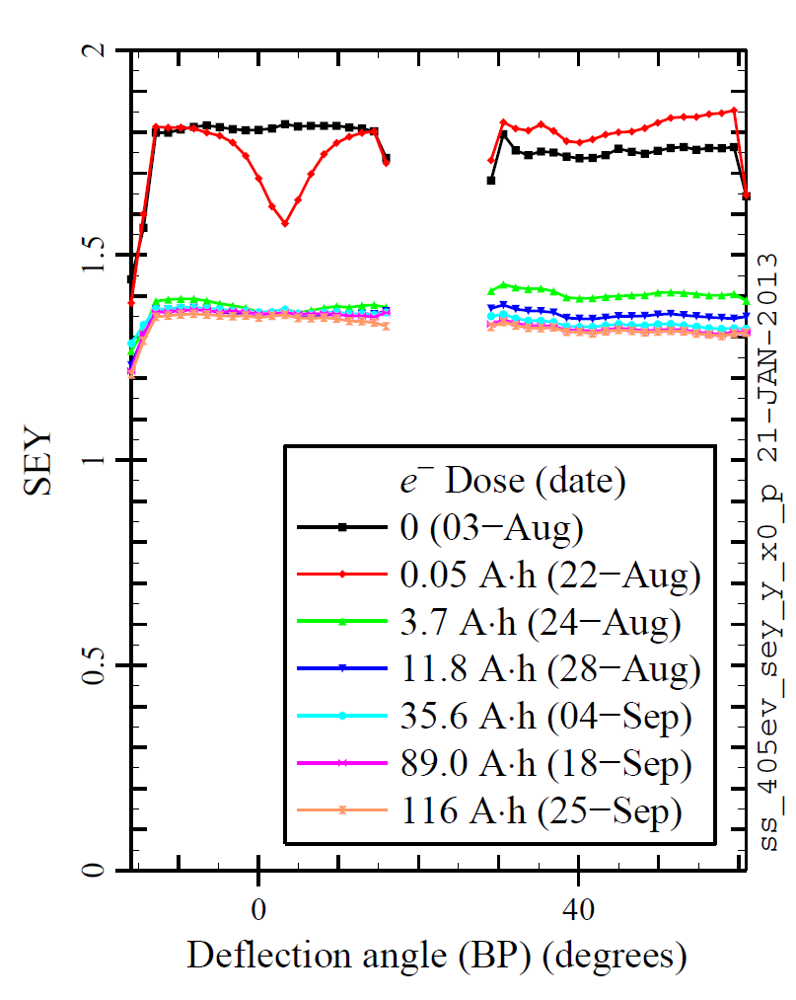 2
1.5
1
0.5
0
SEY
e− Dose (date)
0 (03−Aug)
0.05 A·h (22−Aug)
3.7 A·h (24−Aug)
11.8 A·h (28−Aug)
35.6 A·h (04−Sep)
89.0 A·h (18−Sep)
116 A·h (25−Sep)
0 40
Deflection angle (BP) (degrees)
ss_405ev_sey_y_x0_p 21-JAN-2013